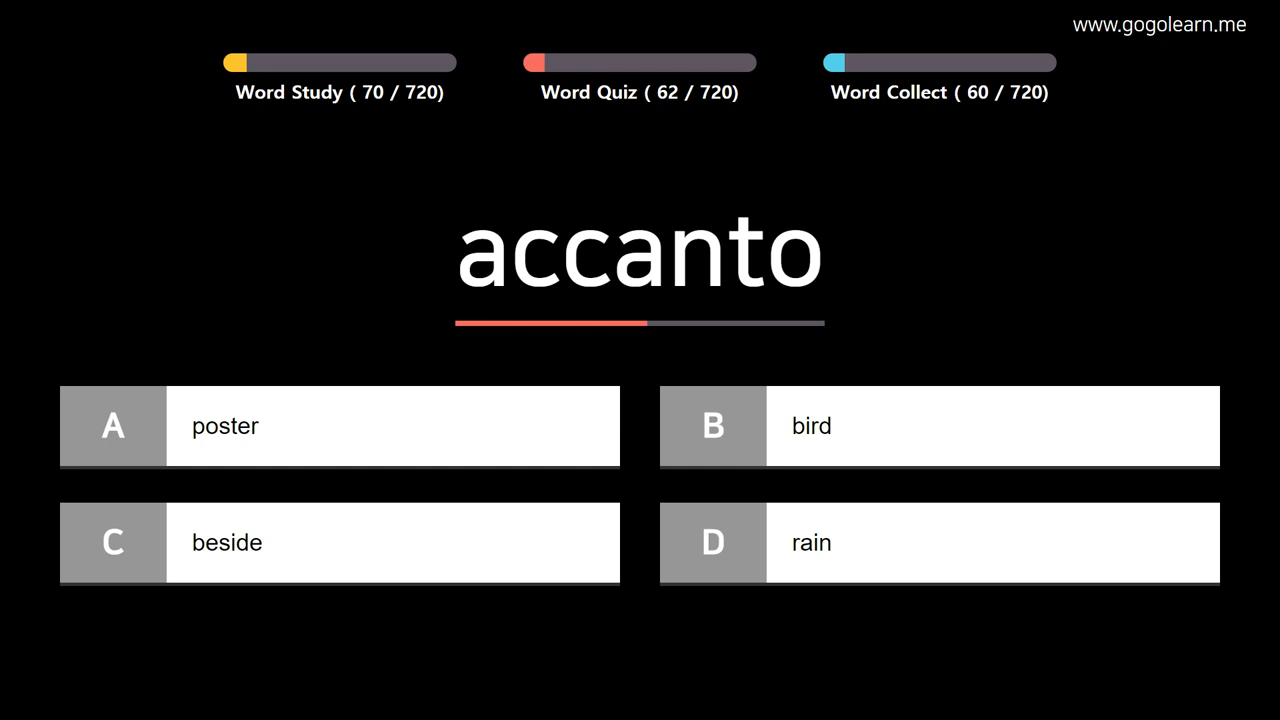 www.gogolearn.me
Word Study ( 70 / 720)
Word Quiz ( 62 / 720)
Word Collect ( 60 / 720)
accanto
A poster
B bird
C beside
D rain